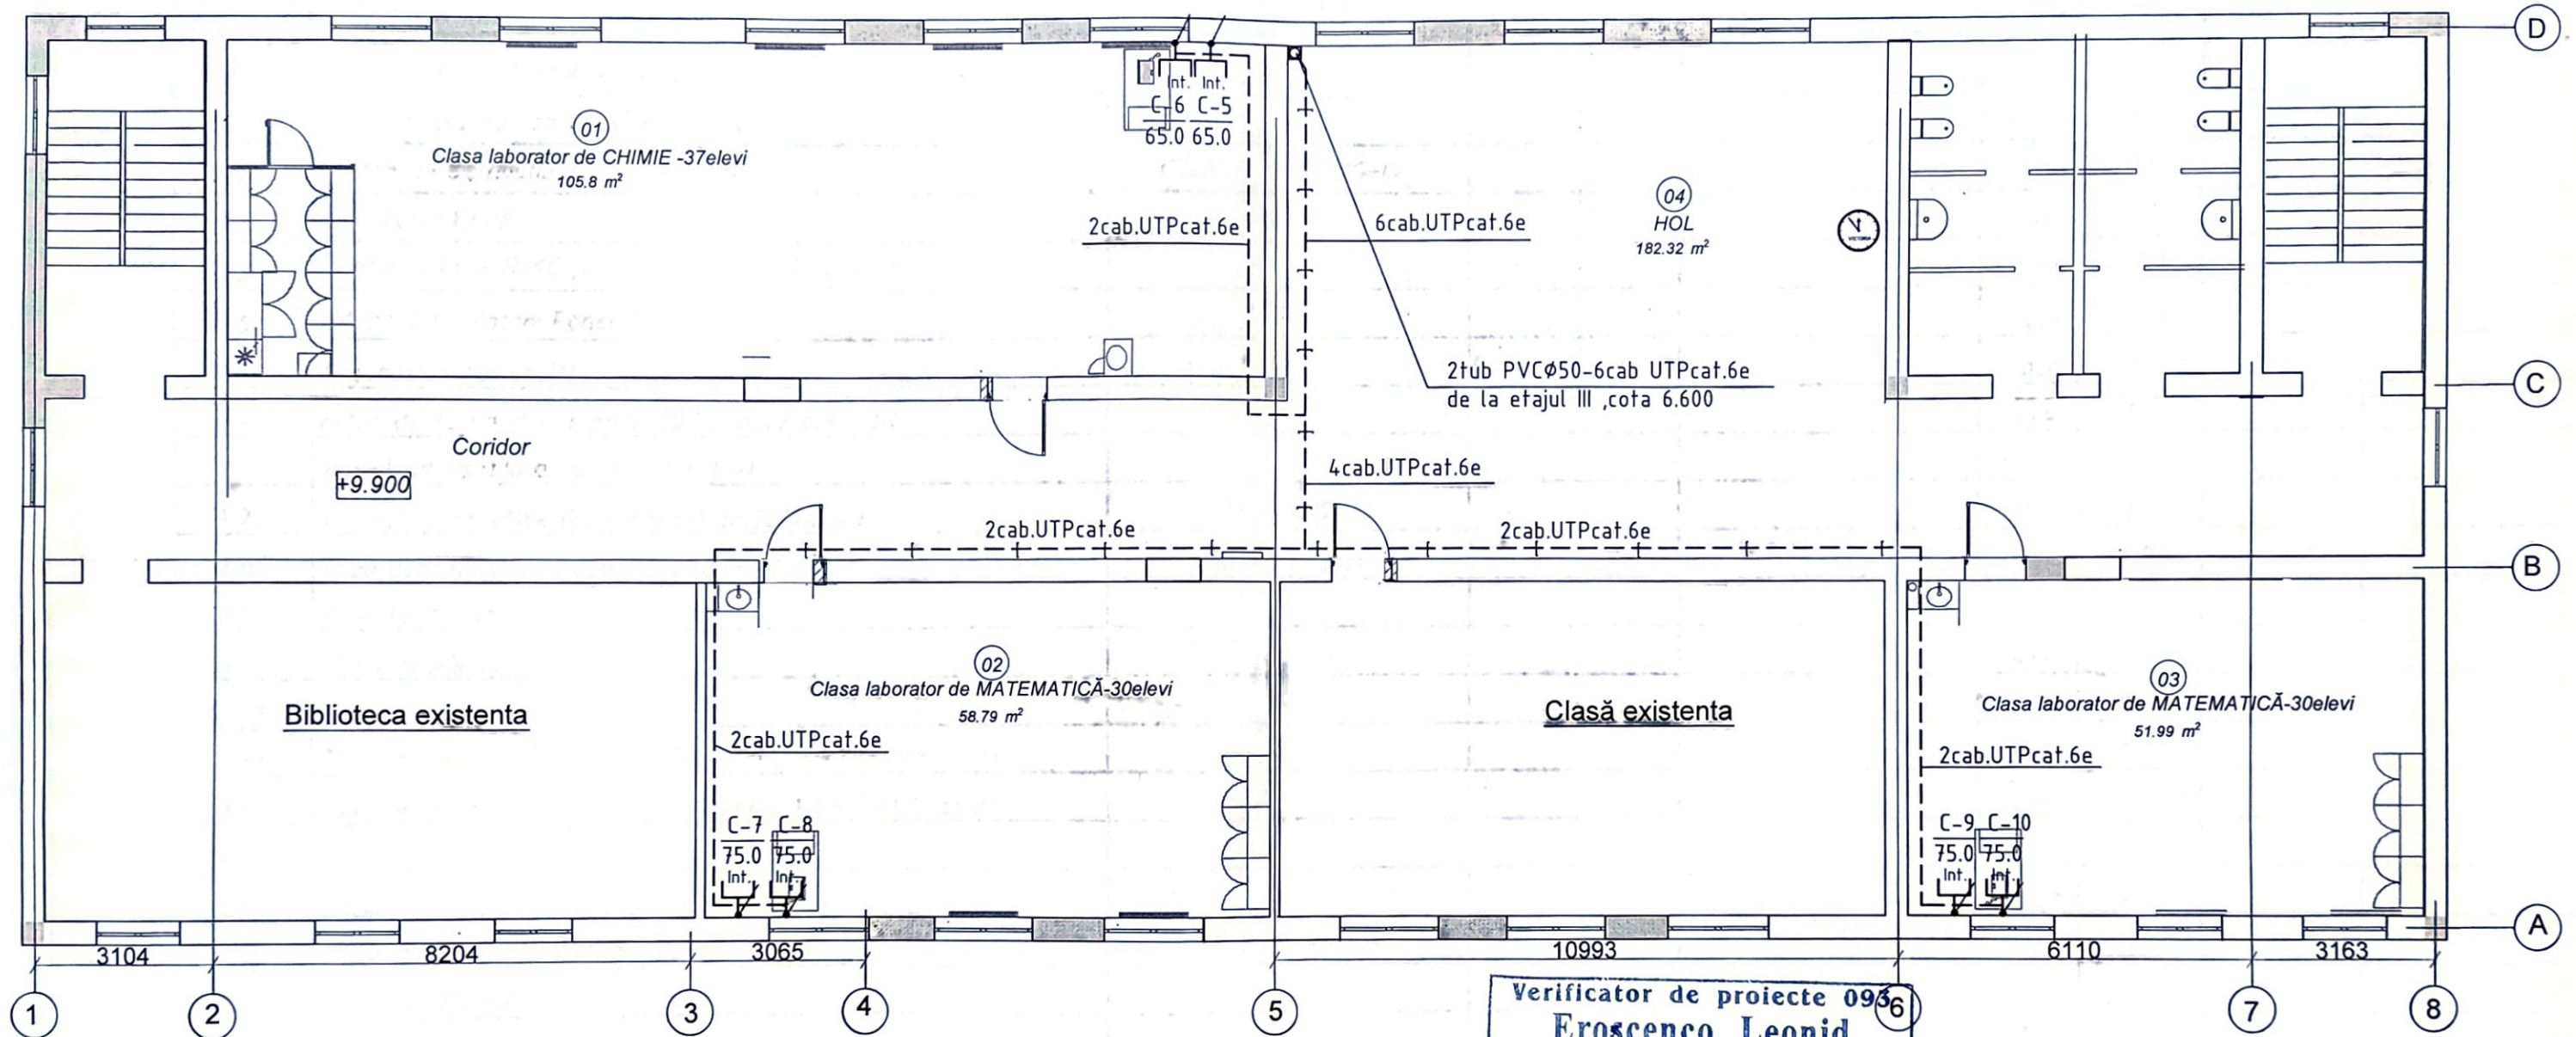 D
Int. Int.
C-6 C-5
65.0 65.0
01
Clasa laborator de CHIMIE -37elevi
105.8 m²
2cab.UTPcat.6e
6cab.UTPcat.6e
04
HOL
182.32 m²
VICTORIA
2tub PVCØ50-6cab UTPcat.6e
de la etajul III ,cota 6.600
C
Coridor
+9.900
4cab.UTPcat.6e
2cab.UTPcat.6e
2cab.UTPcat.6e
B
02
Clasa laborator de MATEMATICĂ-30elevi
58.79 m²
03
Clasa laborator de MATEMATICĂ-30elevi
51.99 m²
Biblioteca existenta
Clasă existenta
2cab.UTPcat.6e
2cab.UTPcat.6e
C-7 C-8
75.0 75.0
Int. Int.
C-9 C-10
75.0 75.0
Int. Int.
A
3104 8204 3065 10993 6110 3163
1 2 3 4 5 6 7 8
Verificator de proiecte 093
Eroscenco Leonid